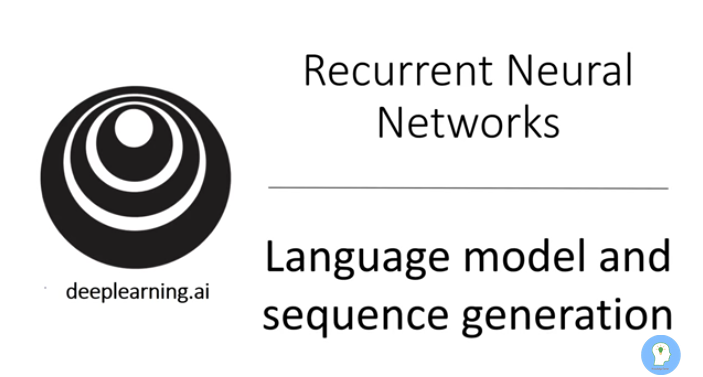 Recurrent Neural
Networks
Language model and
sequence generation
deeplearning.ai